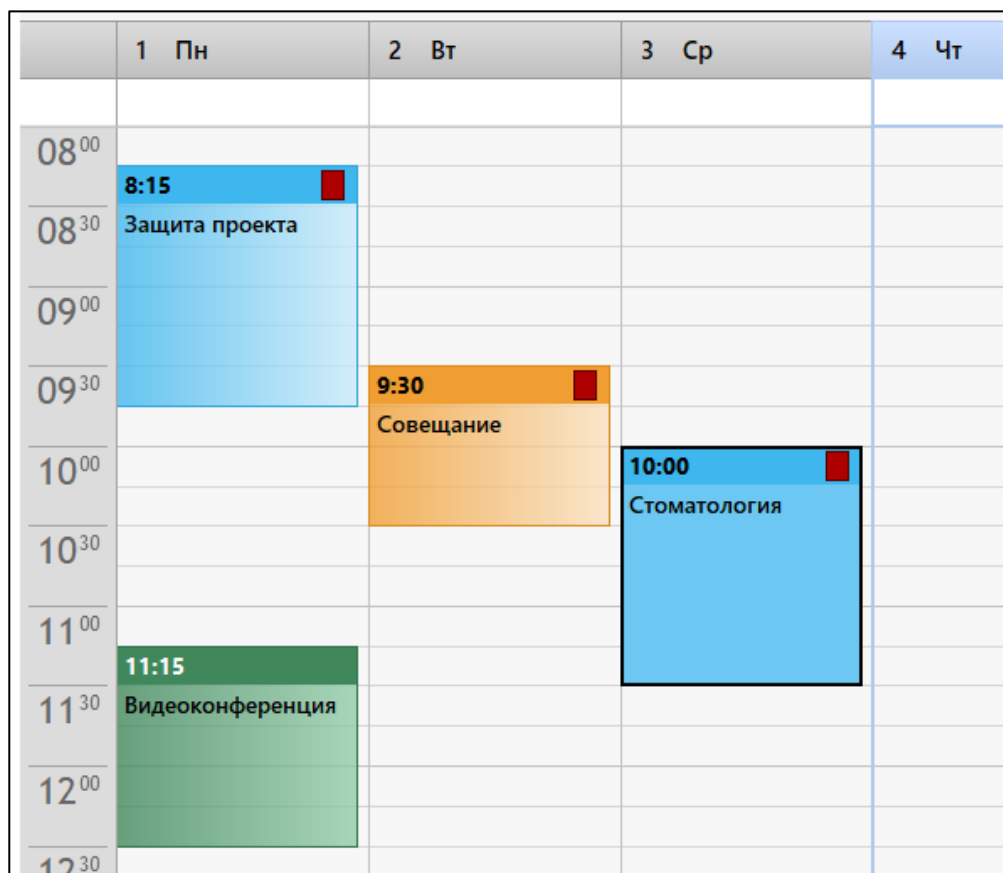 1 Пн
2 Вт
3 Ср
4 Чт
08 00
8:15
Защита проекта
08 30
09 00
09 30
9:30
Совещание
10 00
10:00
Стоматология
10 30
11 00
11:15
Видеоконференция
11 30
12 00
12 30